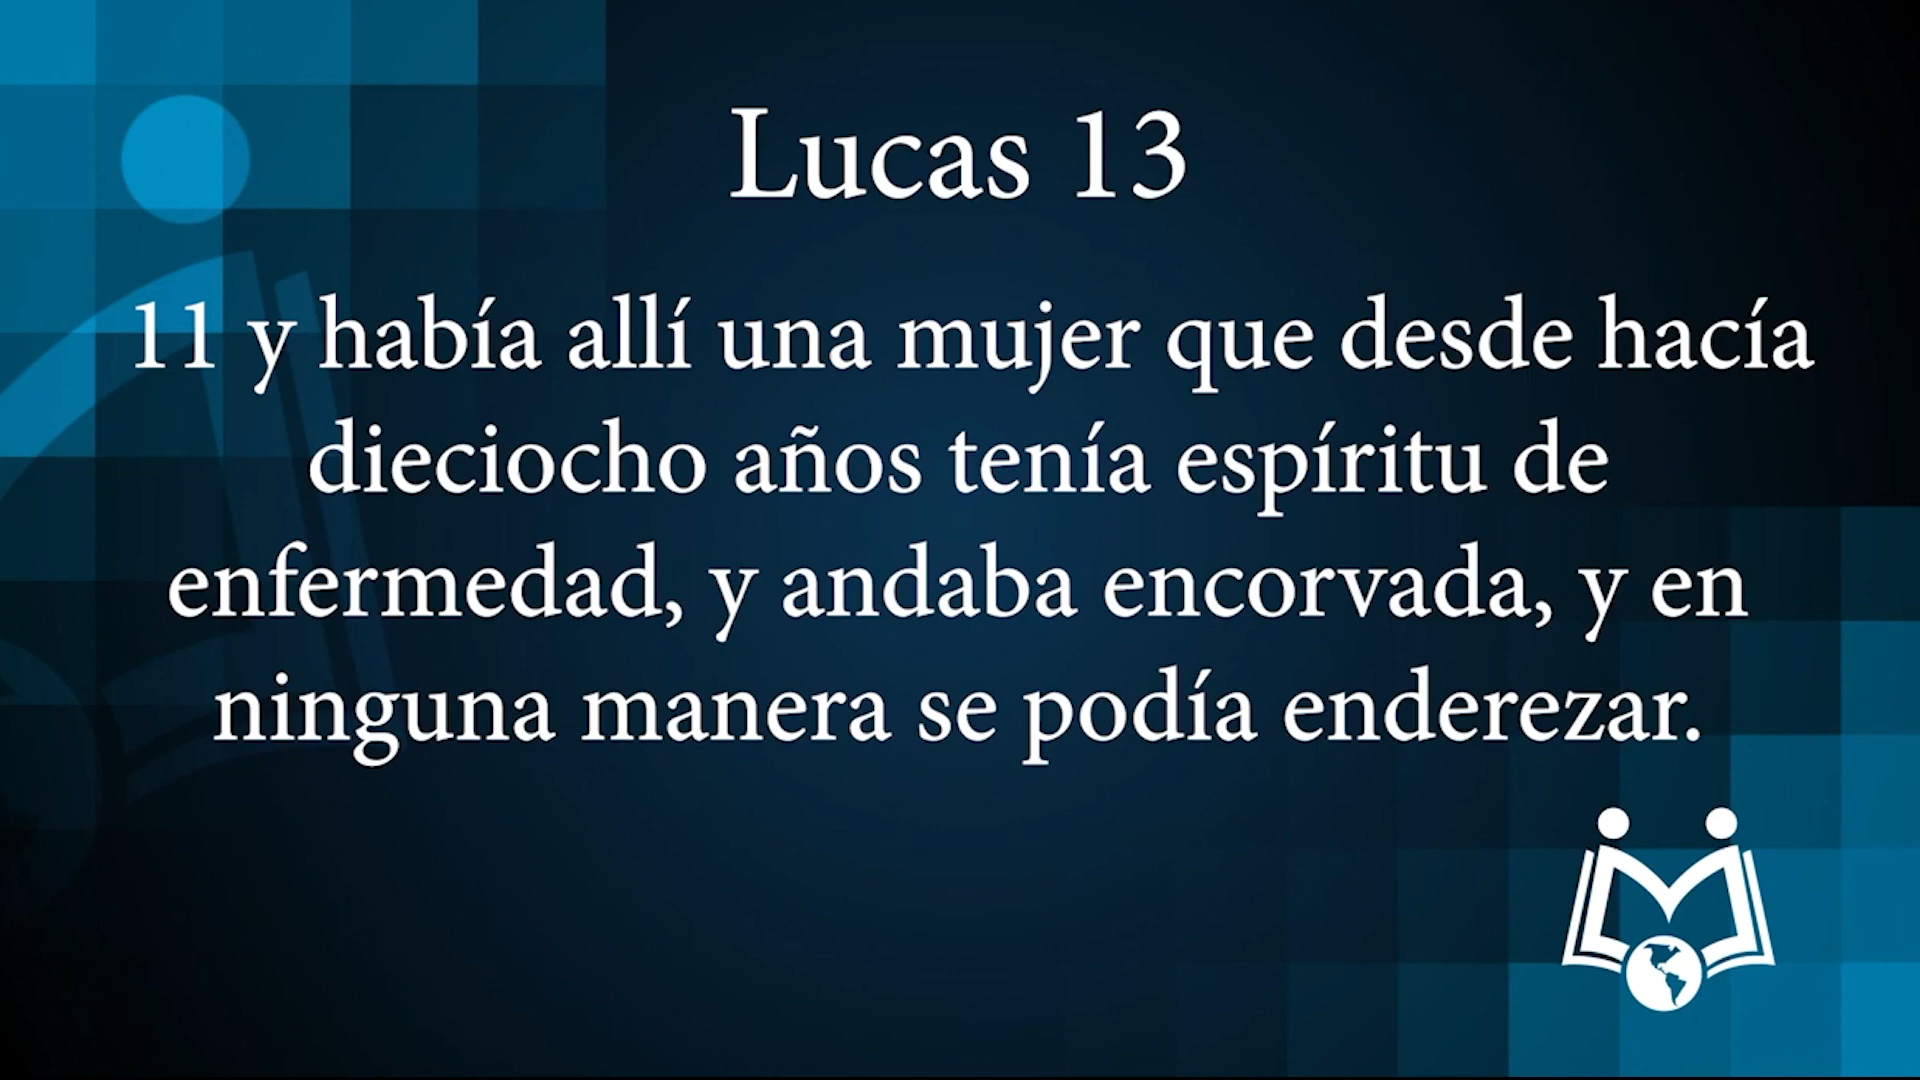 Lucas 13
11 y había allí una mujer que desde hacía
dieciocho años tenía espíritu de
enfermedad, y andaba encorvada, y en
ninguna manera se podía enderezar.